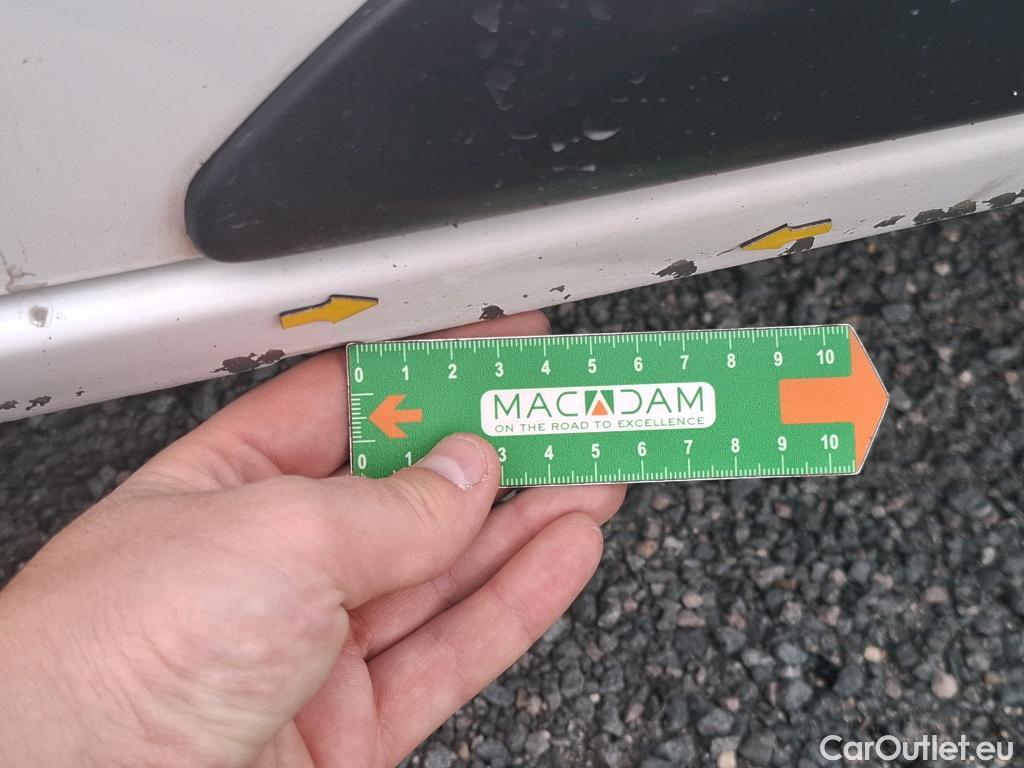 0 1 2 3 4 5 6 7 8 9 10
MACADAM
ON THE ROAD TO EXCELLENCE
0 1 3 4 5 6 7 8 9 10
CarOutlet.eu